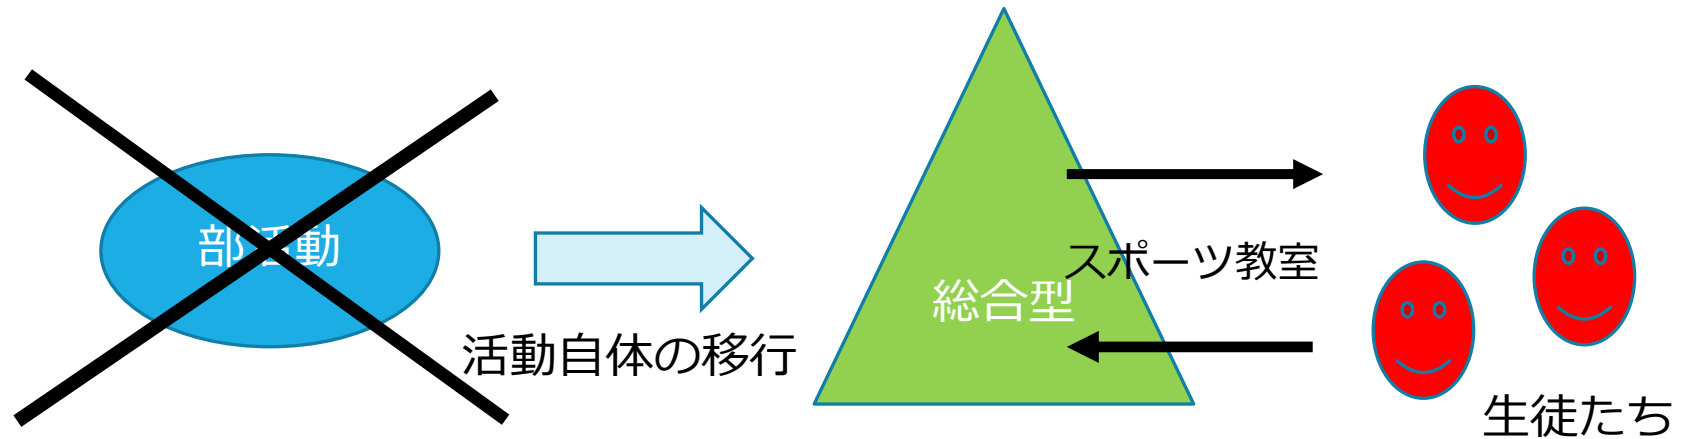 部活動
活動自体の移行
総合型
スポーツ教室
生徒たち